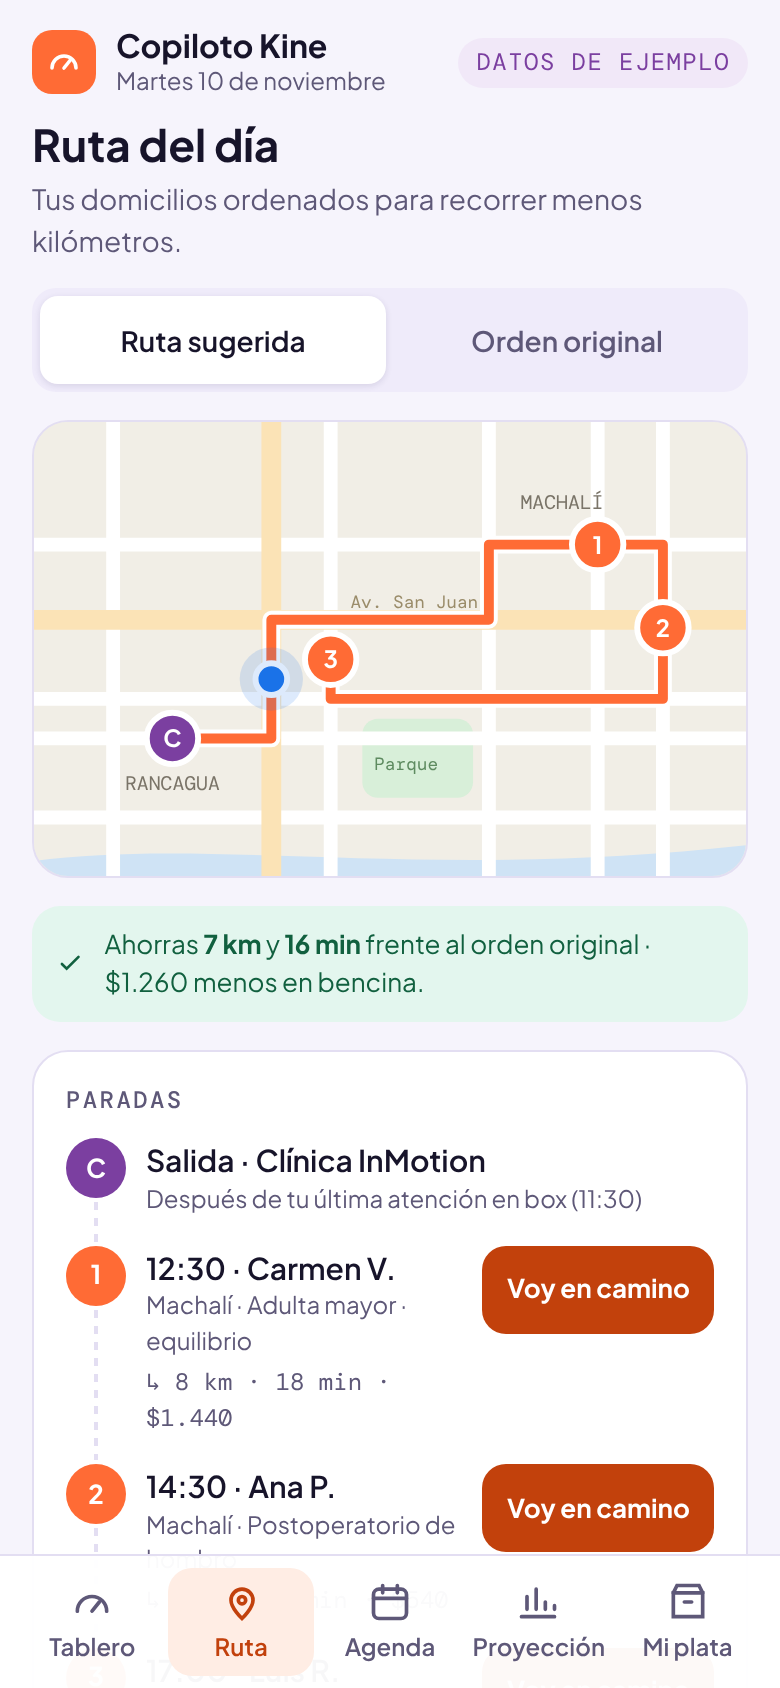 Copiloto Kine
Martes 10 de noviembre
DATOS DE EJEMPLO
Ruta del día
Tus domicilios ordenados para recorrer menos
kilómetros.
Ruta sugerida
Orden original
MACHALÍ
1
Av. San Juan
2
3
C
Parque
RANCAGUA
Ahorras 7 km y 16 min frente al orden original ·
$1.260 menos en bencina.
PARADAS
C
Salida · Clínica InMotion
Después de tu última atención en box (11:30)
1
12:30 · Carmen V.
Voy en camino
Machalí · Adulta mayor ·
equilibrio
↳ 8 km · 18 min ·
$1.440
2
14:30 · Ana P.
Voy en camino
Machalí · Postoperatorio de
hombro
3
Luis R.
Tablero
Ruta
Agenda
Proyección
Mi plata